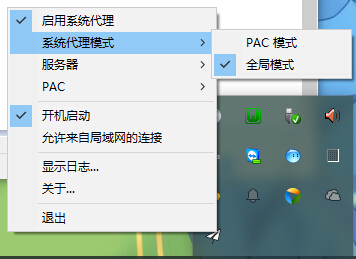 启用系统代理
系统代理模式
服务器
PAC
开机启动
允许来自局域网的连接
显示日志...
关于...
退出
PAC 模式
全局模式